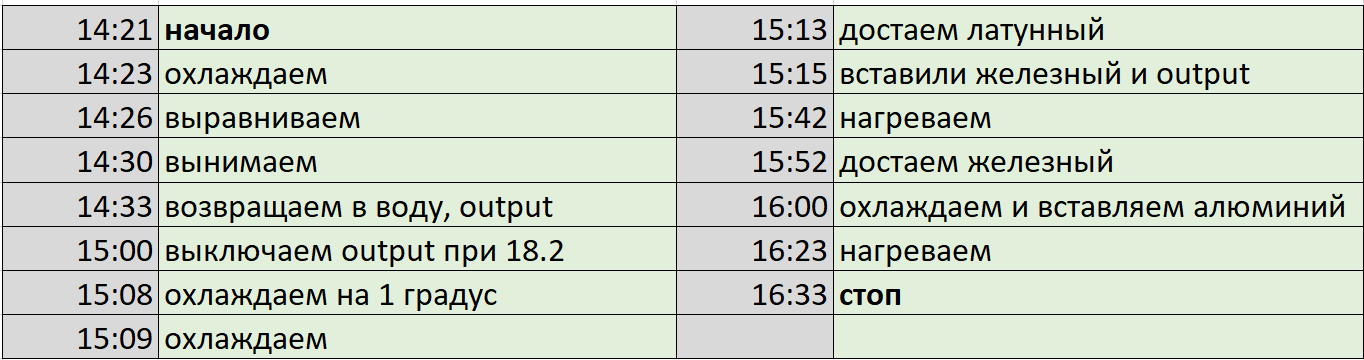 14:21 начало 15:13 достаем латунный
14:23 охлаждаем 15:15 вставили железный и output
14:26 выравниваем 15:42 нагреваем
14:30 вынимаем 15:52 достаем железный
14:33 возвращаем в воду, output 16:00 охлаждаем и вставляем алюминий
15:00 выключаем output при 18.2 16:23 нагреваем
15:08 охлаждаем на 1 градус 16:33 стоп
15:09 охлаждаем